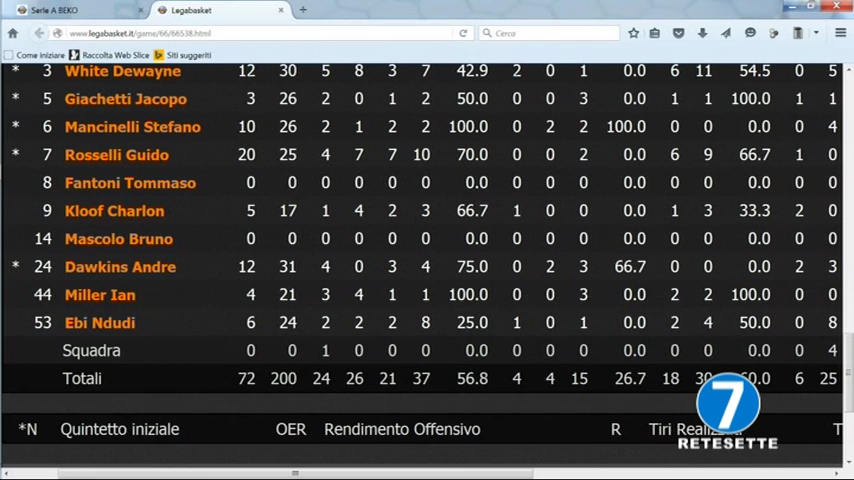 Serie A BEKO × Legabasket × +
www.legabasket.it/game/66/66538.html Cerca
Come iniziare Raccolta Web Slice Siti suggeriti
* 3 White Dewayne 12 30 5 8 3 7 42.9 2 0 1 0.0 6 11 54.5 0 5
* 5 Giachetti Jacopo 3 26 2 0 1 2 50.0 0 0 3 0.0 1 1 100.0 1 1
* 6 Mancinelli Stefano 10 26 2 1 2 2 100.0 0 2 2 100.0 0 0 0.0 0 4
* 7 Rosselli Guido 20 25 4 7 7 10 70.0 0 0 2 0.0 6 9 66.7 1 0
8 Fantoni Tommaso 0 0 0 0 0 0 0.0 0 0 0 0.0 0 0 0.0 0 0
9 Kloof Charlon 5 17 1 4 2 3 66.7 1 0 0 0.0 1 3 33.3 2 0
14 Mascolo Bruno 0 0 0 0 0 0 0.0 0 0 0 0.0 0 0 0.0 0 0
* 24 Dawkins Andre 12 31 4 0 3 4 75.0 0 2 3 66.7 0 0 0.0 2 3
44 Miller Ian 4 21 3 4 1 1 100.0 0 0 3 0.0 2 2 100.0 0 0
53 Ebi Ndudi 6 24 2 2 2 8 25.0 1 0 1 0.0 2 4 50.0 0 8
Squadra 0 0 1 0 0 0 0.0 0 0 0 0.0 0 0 0.0 0 4
Totali 72 200 24 26 21 37 56.8 4 4 15 26.7 18 6 25
*N Quintetto iniziale OER Rendimento Offensivo R Tiri
7
RETESETTE